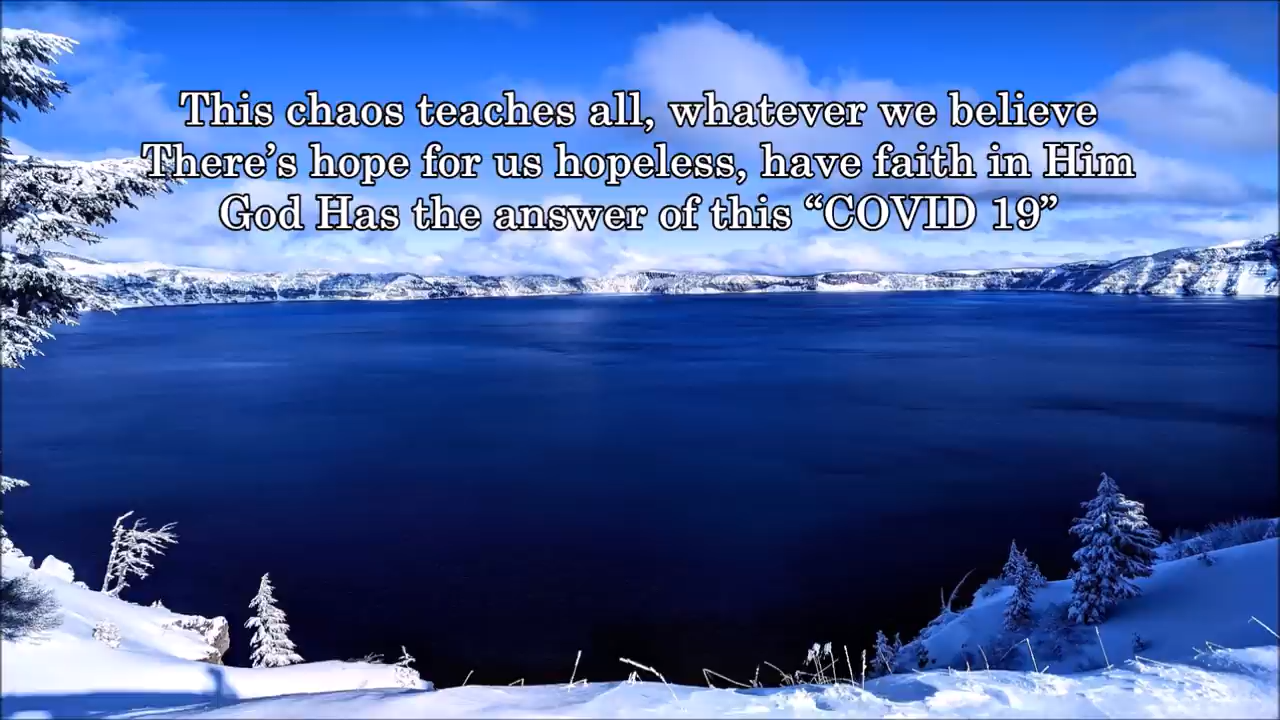 This chaos teaches all, whatever we believe
There’s hope for us hopeless, have faith in Him
God Has the answer of this “COVID 19”